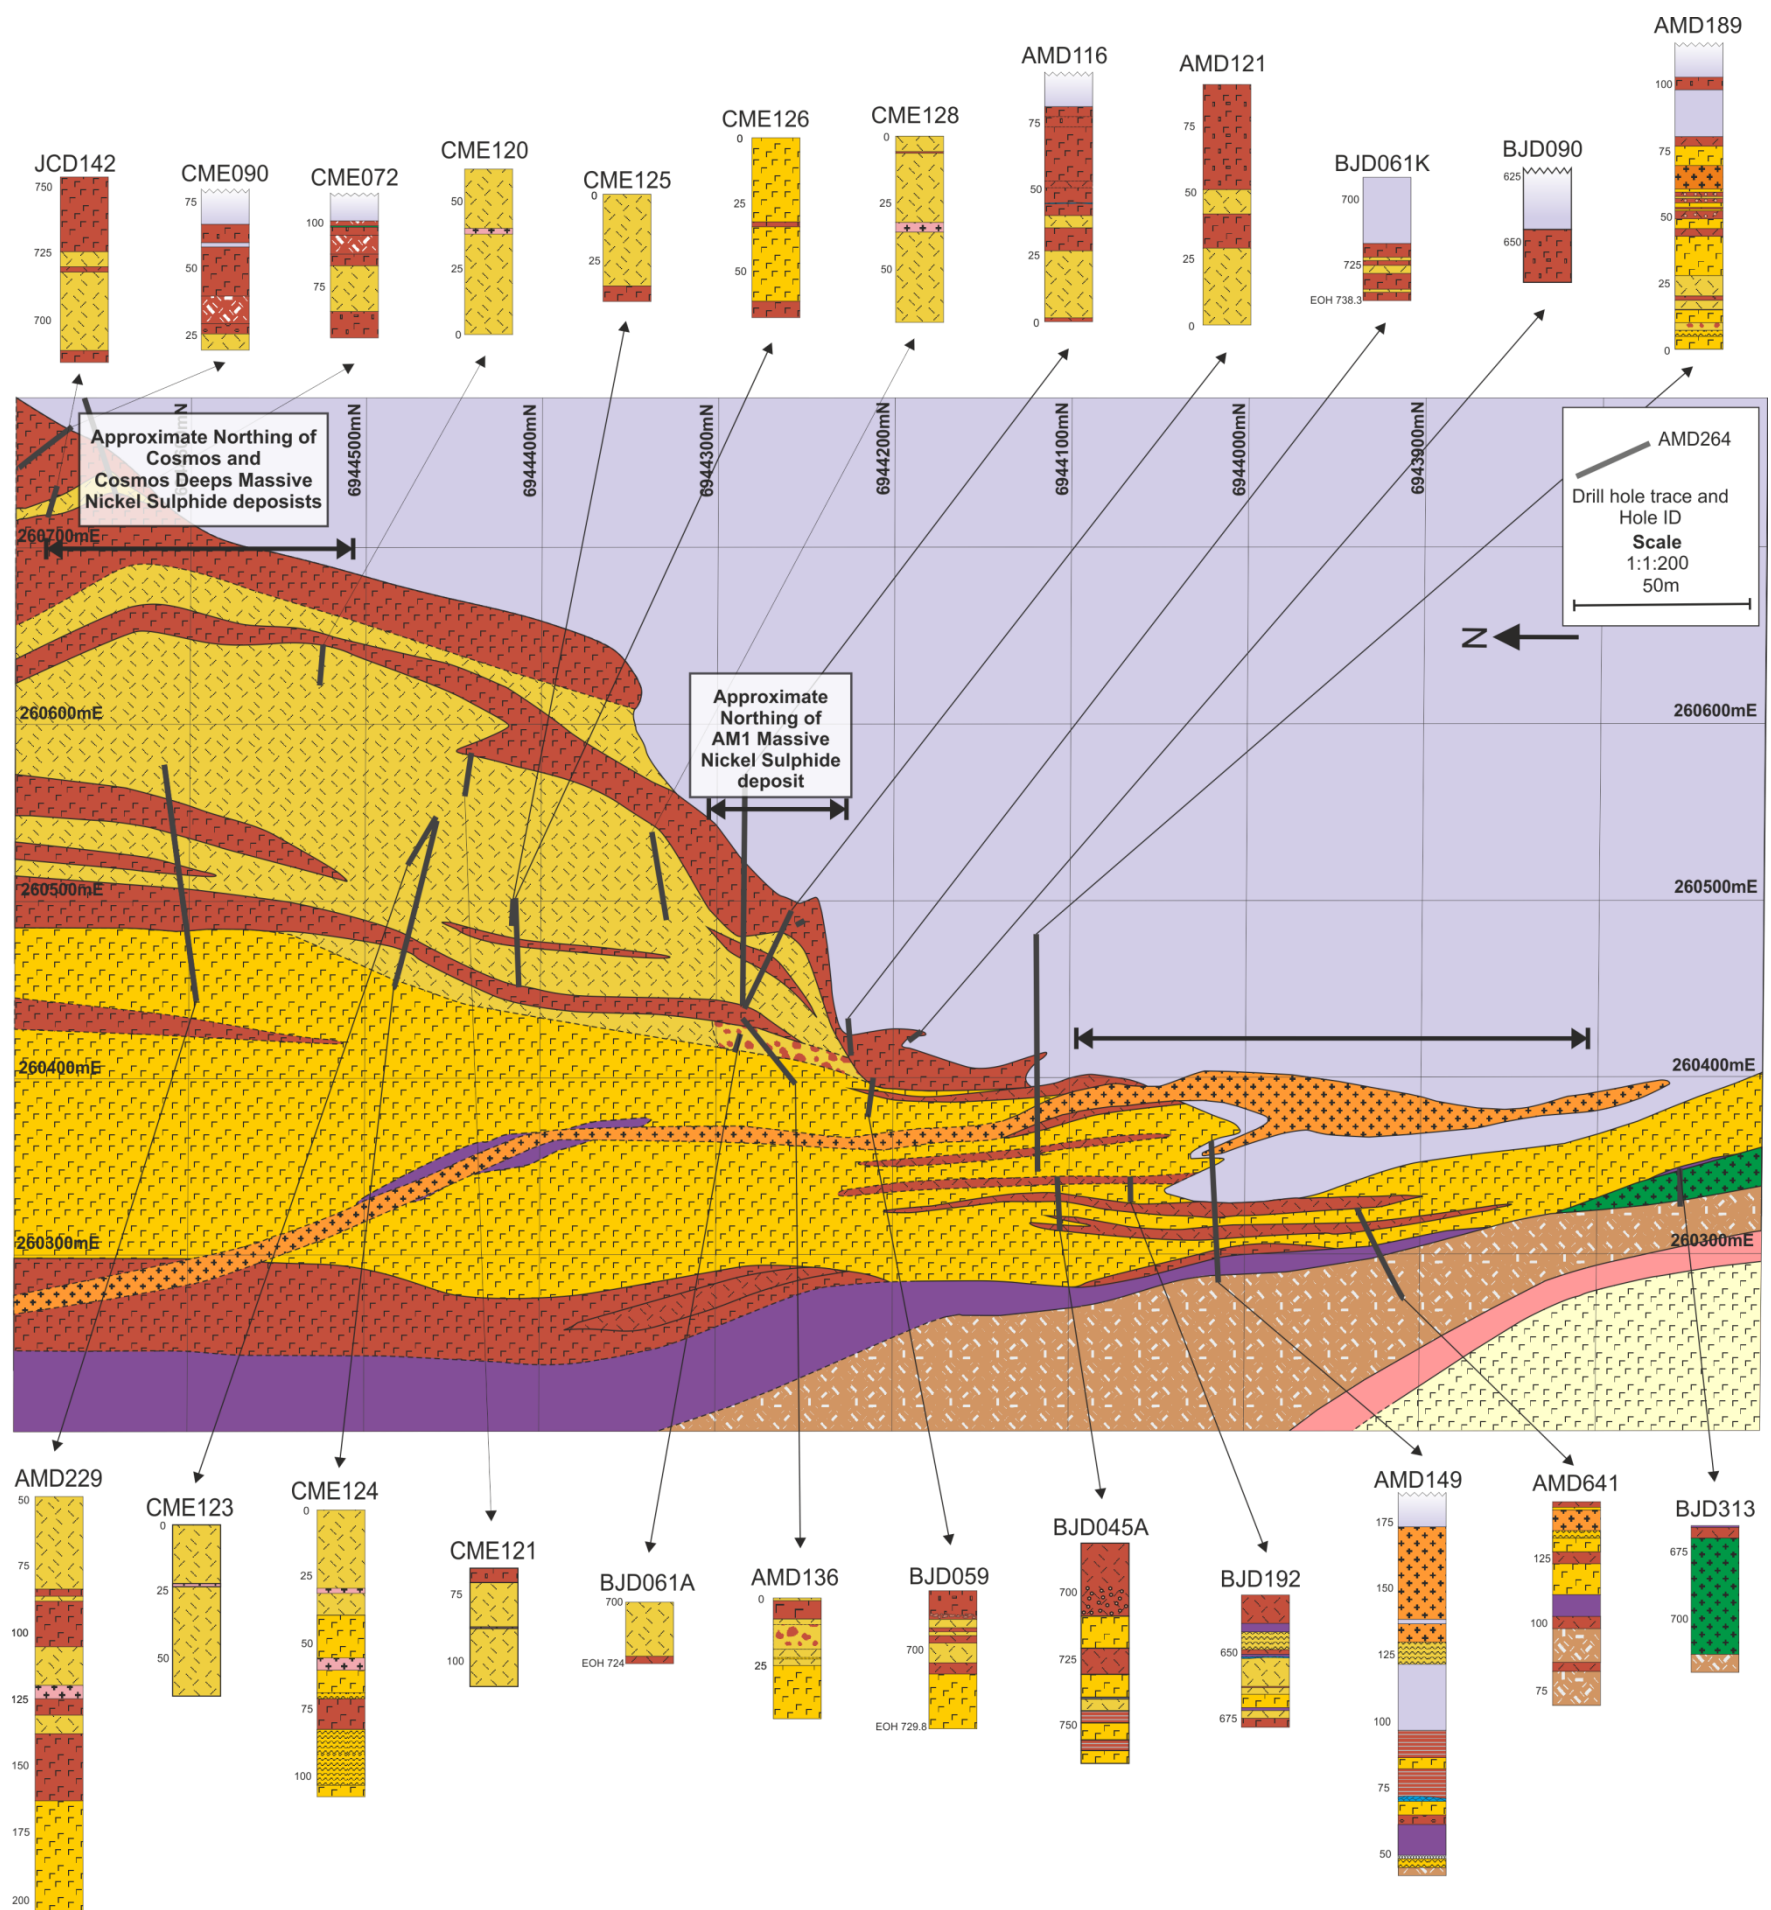 AMD189
AMD116
AMD121
CME126
CME128
CME120
CME125
BJD061K
BJD090
JCD142
CME090
CME072
750
725
700
75
50
25
100
75
50
25
0
0
25
0
25
50
0
25
50
75
50
25
0
75
50
25
0
700
725
EOH 738.3
625
650
100
75
50
25
0
6944500mN
6944400mN
6944300mN
6944200mN
6944100mN
6944000mN
6943900mN
Approximate Northing of
Cosmos and
Cosmos Deeps Massive
Nickel Sulphide deposists
AMD264
Drill hole trace and
Hole ID
Scale
1:1:200
50m
N
260700mE
260600mE
260600mE
Approximate
Northing of
AM1 Massive
Nickel Sulphide
deposit
260500mE
260500mE
260400mE
260400mE
260300mE
260300mE
AMD229
CME123
CME124
CME121
BJD061A
AMD136
BJD059
BJD045A
BJD192
AMD149
AMD641
BJD313
50
75
100
125
150
175
200
0
25
50
0
25
50
75
100
75
100
700
EOH 724
0
25
700
EOH 729.8
700
725
750
650
675
175
150
125
100
75
50
125
100
75
675
700